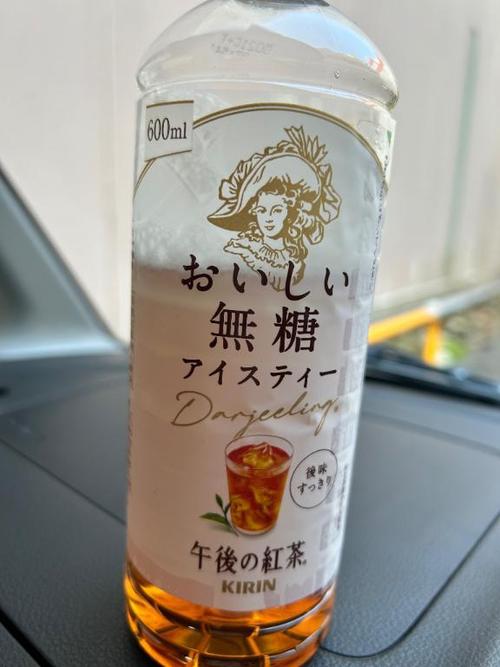 600ml
おいしい
無糖
アイスティー
Darjeeling
後味
すっきり
午後の紅茶
KIRIN